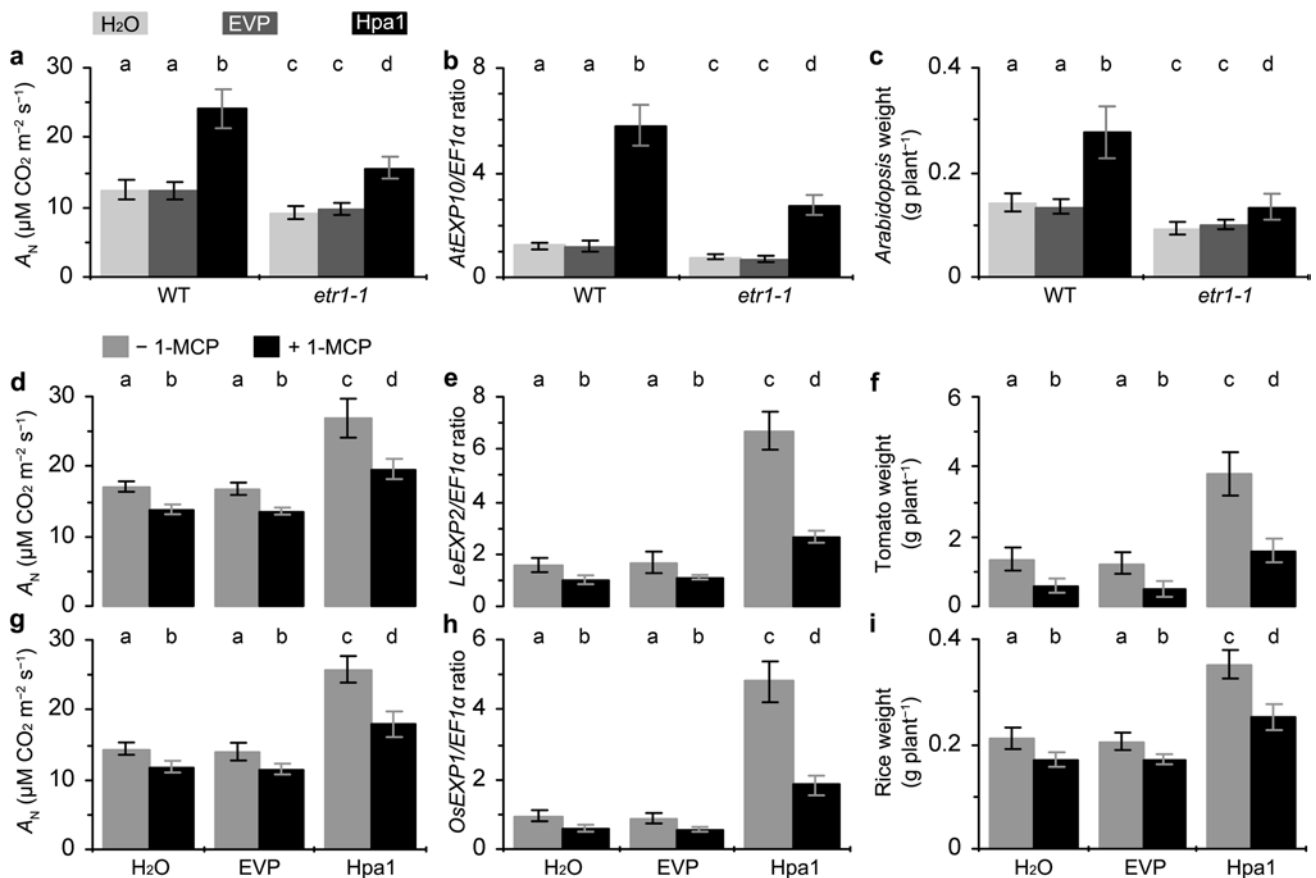 H₂O EVP Hpa1
a
A_N (µM CO₂ m⁻² s⁻¹)
30
20
10
0
a a b c c d
WT etr1-1
b
AtEXP10/EF1α ratio
8
4
0
a a b c c d
WT etr1-1
c
Arabidopsis weight
(g plant⁻¹)
0.4
0.2
0
a a b c c d
WT etr1-1
− 1-MCP + 1-MCP
d
A_N (µM CO₂ m⁻² s⁻¹)
30
20
10
0
a b a b c d
e
LeEXP2/EF1α ratio
8
6
4
2
0
a b a b c d
f
Tomato weight
(g plant⁻¹)
6
4
2
0
a b a b c d
g
A_N (µM CO₂ m⁻² s⁻¹)
30
20
10
0
a b a b c d
H₂O EVP Hpa1
h
OsEXP1/EF1α ratio
6
4
2
0
a b a b c d
H₂O EVP Hpa1
i
Rice weight
(g plant⁻¹)
0.4
0.2
0
a b a b c d
H₂O EVP Hpa1